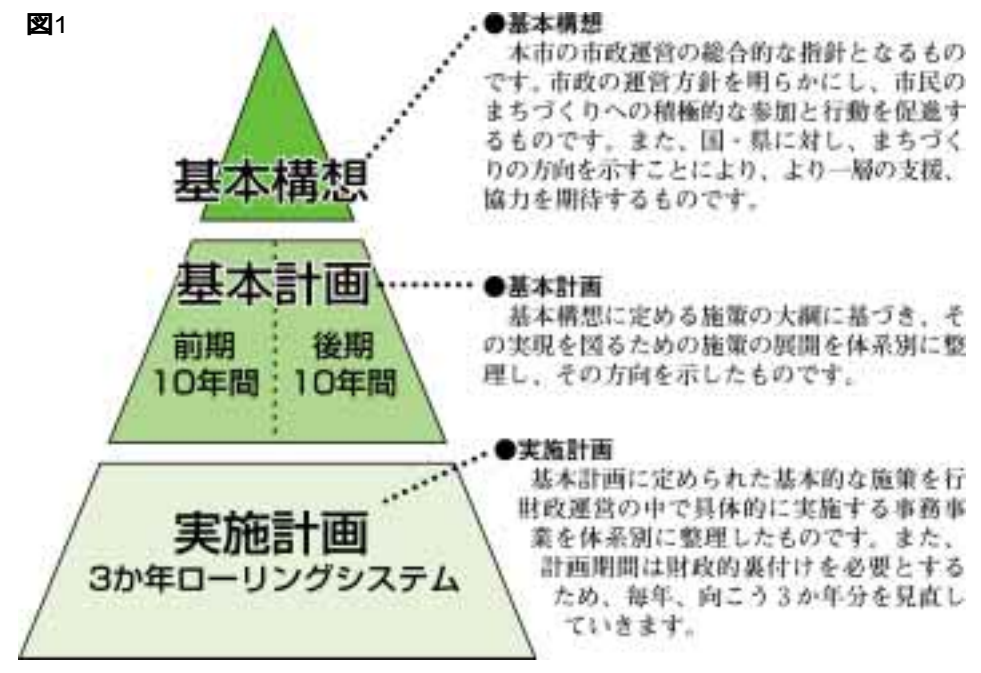 図1
基本構想
基本計画
前期
10年間
後期
10年間
実施計画
3か年ローリングシステム
●基本構想
本市の市政運営の総合的な指針となるもの
です。市政の運営方針を明らかにし、市民の
まちづくりへの積極的な参加と行動を促進す
るものです。また、国・県に対し、まちづく
りの方向を示すことにより、より一層の支援、
協力を期待するものです。
●基本計画
基本構想に定める施策の大綱に基づき、そ
の実現を図るための施策の展開を体系別に整
理し、その方向を示したものです。
●実施計画
基本計画に定められた基本的な施策を行
財政運営の中で具体的に実施する事務事
業を体系別に整理したものです。また、
計画期間は財政的裏付けを必要とする
ため、毎年、向こう3か年分を見直し
ていきます。